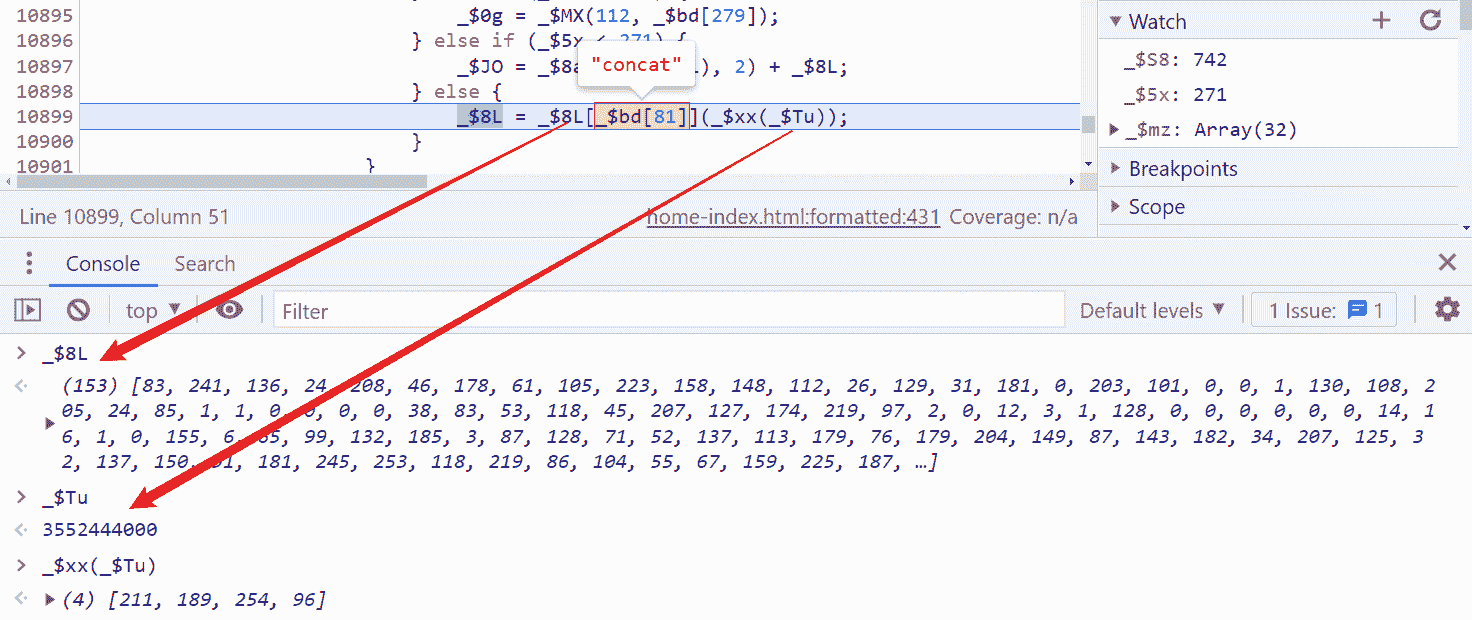 10895 _$0g = _$MX(112, _$bd[279]);
10896 } else if (_$5x < 271) {
"concat"
10897 _$JO = _$8a ), 2) + _$8L;
10898 } else {
10899 _$8L = _$8L[_$bd[81]](_$xx(_$Tu));
10900 }
10901 }
Watch
_$S8: 742
_$5x: 271
_$mz: Array(32)
Breakpoints
Scope
Line 10899, Column 51
home-index.html:formatted:431 Coverage: n/a
Console Search
top Filter Default levels 1 Issue: 1
> _$8L
(153) [83, 241, 136, 24, 208, 46, 178, 61, 105, 223, 158, 148, 112, 26, 129, 31, 181, 0, 203, 101, 0, 0, 1, 130, 108, 2
05, 24, 85, 1, 1, 0, 0, 0, 0, 38, 83, 53, 118, 45, 207, 127, 174, 219, 97, 2, 0, 12, 3, 1, 128, 0, 0, 0, 0, 0, 0, 14, 1
6, 1, 0, 155, 6, 99, 132, 185, 3, 87, 128, 71, 52, 137, 113, 179, 76, 179, 204, 149, 87, 143, 182, 34, 207, 125, 3
2, 137, 150, 181, 245, 253, 118, 219, 86, 104, 55, 67, 159, 225, 187, …]
> _$Tu
3552444000
> _$xx(_$Tu)
(4) [211, 189, 254, 96]